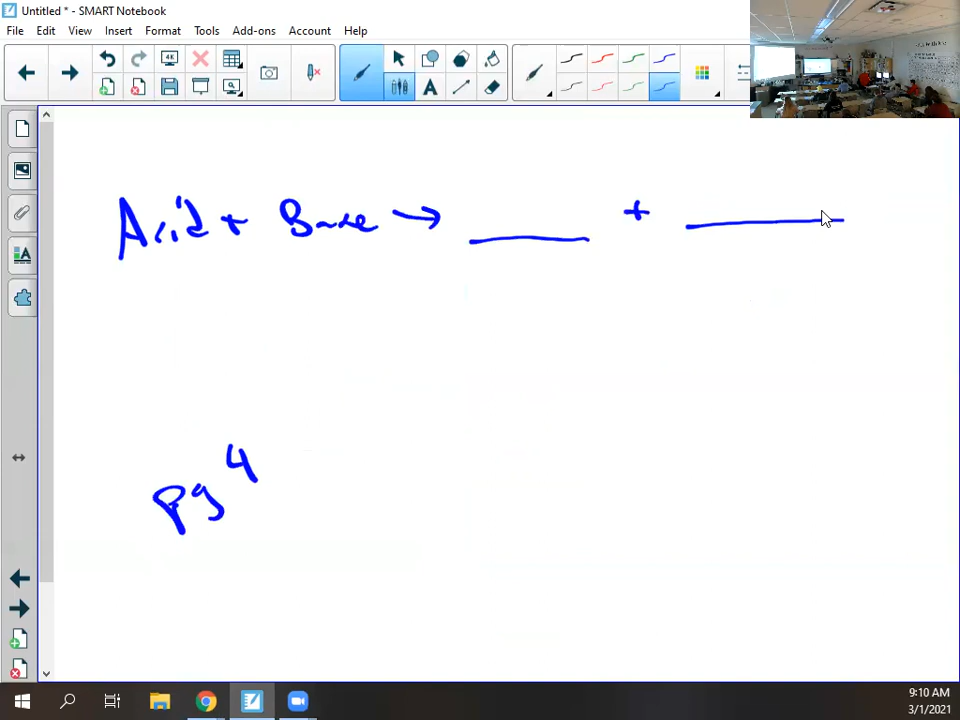 Untitled * - SMART Notebook
File Edit View Insert Format Tools Add-ons Account Help
4K
A
Acid + Base → ____ + ____
pg 4
9:10 AM
3/1/2021